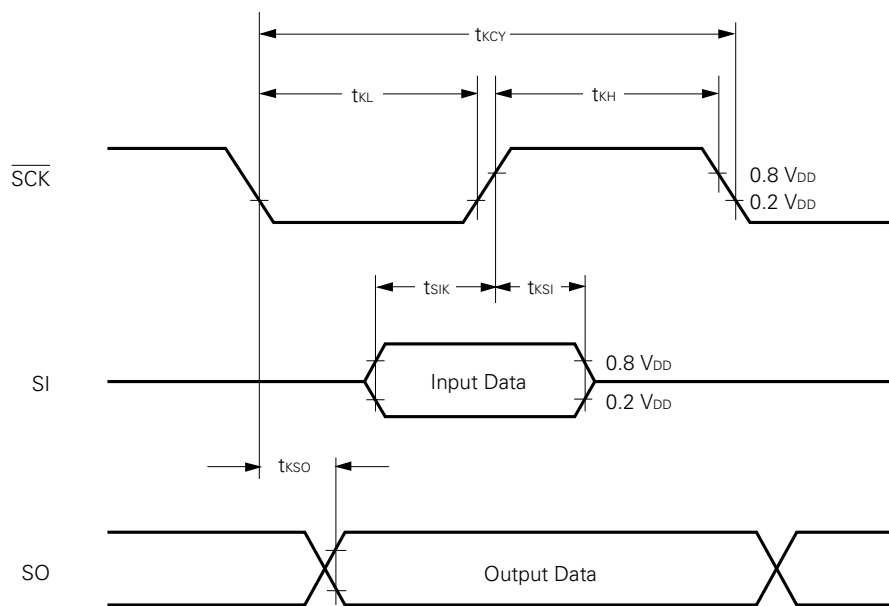 tKCY
tKL
tKH
SCK
0.8 VDD
0.2 VDD
tSIK
tKSI
SI
Input Data
0.8 VDD
0.2 VDD
tKSO
SO
Output Data